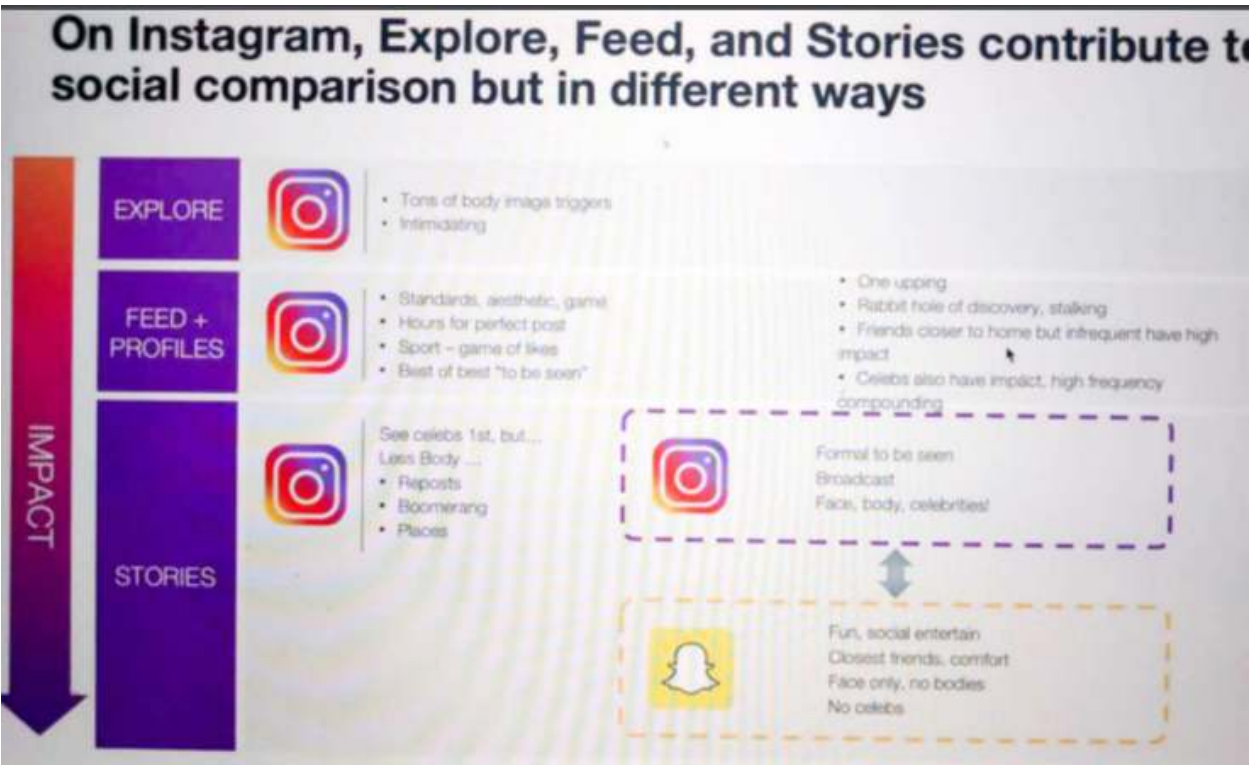 On Instagram, Explore, Feed, and Stories contribute to
social comparison but in different ways
IMPACT
EXPLORE
• Tons of body image triggers
• Intimidating
FEED +
PROFILES
• Standards, aesthetic, game
• Hours for perfect post
• Sport – game of likes
• Best of best "to be seen"
• One upping
• Rabbit hole of discovery, stalking
• Friends closer to home but infrequent have high
impact
• Celebs also have impact, high frequency
compounding
STORIES
See celebs 1st, but...
Less Body ...
• Reposts
• Boomerang
• Places
Formal to be seen
Broadcast
Face, body, celebrities!
Fun, social entertain
Closest friends, comfort
Face only, no bodies
No celebs